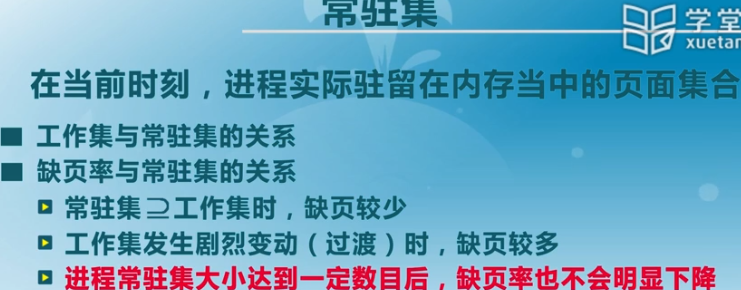 常驻集
学堂
xuetan
在当前时刻，进程实际驻留在内存当中的页面集合
工作集与常驻集的关系
缺页率与常驻集的关系
常驻集⊇工作集时，缺页较少
工作集发生剧烈变动（过渡）时，缺页较多
进程常驻集大小达到一定数目后，缺页率也不会明显下降